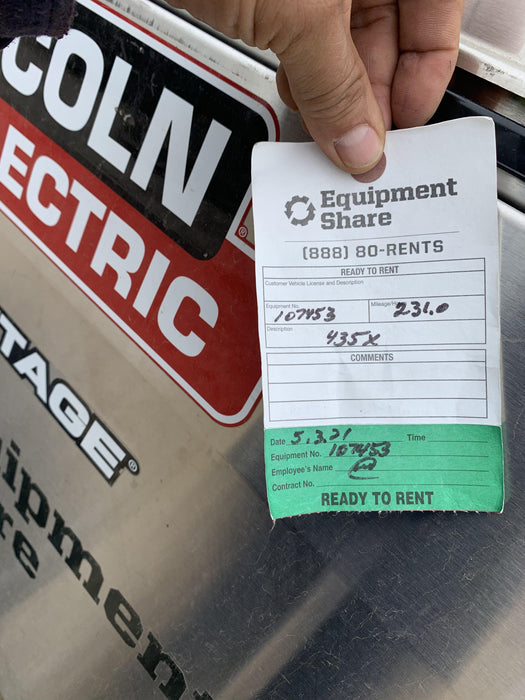 COLN
ECTRIC
®
TAGE®
quipment
are
Equipment
Share
(888) 80-RENTS
READY TO RENT
Customer Vehicle License and Description
Equipment No. Mileage/H
107453 231.0
Description
435X
COMMENTS
Date 5.3.21 Time
Equipment No. 107453
Employee's Name
Contract No.
READY TO RENT